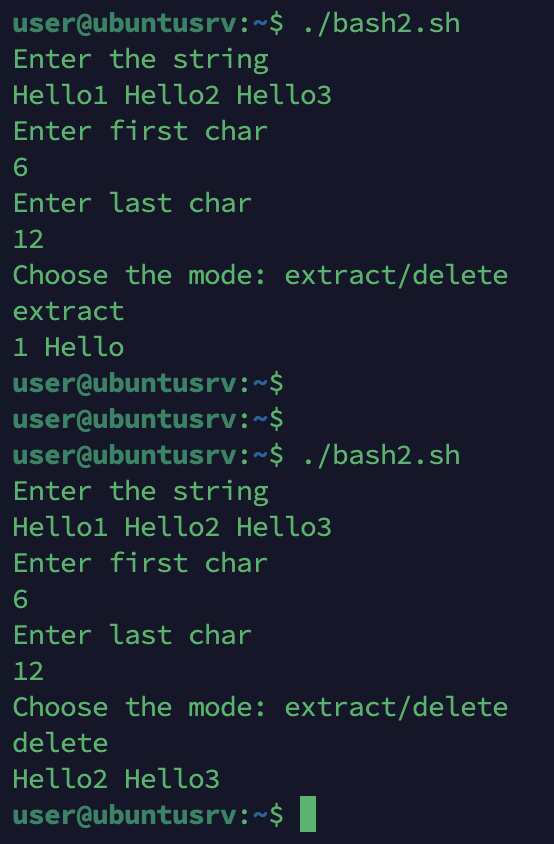 user@ubuntusrv:~$ ./bash2.sh
Enter the string
Hello1 Hello2 Hello3
Enter first char
6
Enter last char
12
Choose the mode: extract/delete
extract
1 Hello
user@ubuntusrv:~$
user@ubuntusrv:~$
user@ubuntusrv:~$ ./bash2.sh
Enter the string
Hello1 Hello2 Hello3
Enter first char
6
Enter last char
12
Choose the mode: extract/delete
delete
Hello2 Hello3
user@ubuntusrv:~$